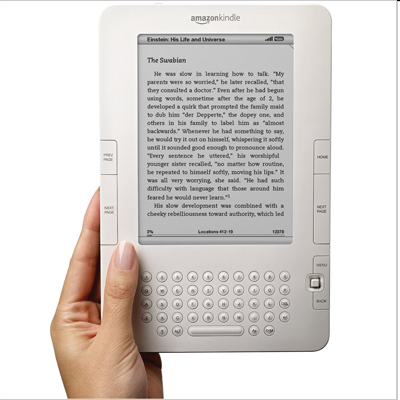 amazonkindle
Einstein: His Life and Universe
The Swabian
He was slow in learning how to talk. "My
parents were so worried," he later recalled, "that
they consulted a doctor." Even after he had begun
using words, sometime after the age of 2, he
developed a quirk that prompted the family maid
to dub him "der Depperte," the dopey one, and
others in his family to label him as "almost
backwards." Whenever he had something to say,
he would try it out on himself, whispering it softly
until it sounded good enough to pronounce aloud.
"Every sentence he uttered," his worshipful
younger sister recalled, "no matter how routine,
he repeated to himself softly, moving his lips." It
was all very worrying, she said. "He had such
difficulty with language that those around him
feared he would never learn."1
His slow development was combined with a
cheeky rebelliousness toward authority, which led
2%
Locations 412-19
PREV
PAGE
NEXT
PAGE
HOME
NEXT
PAGE
MENU
BACK